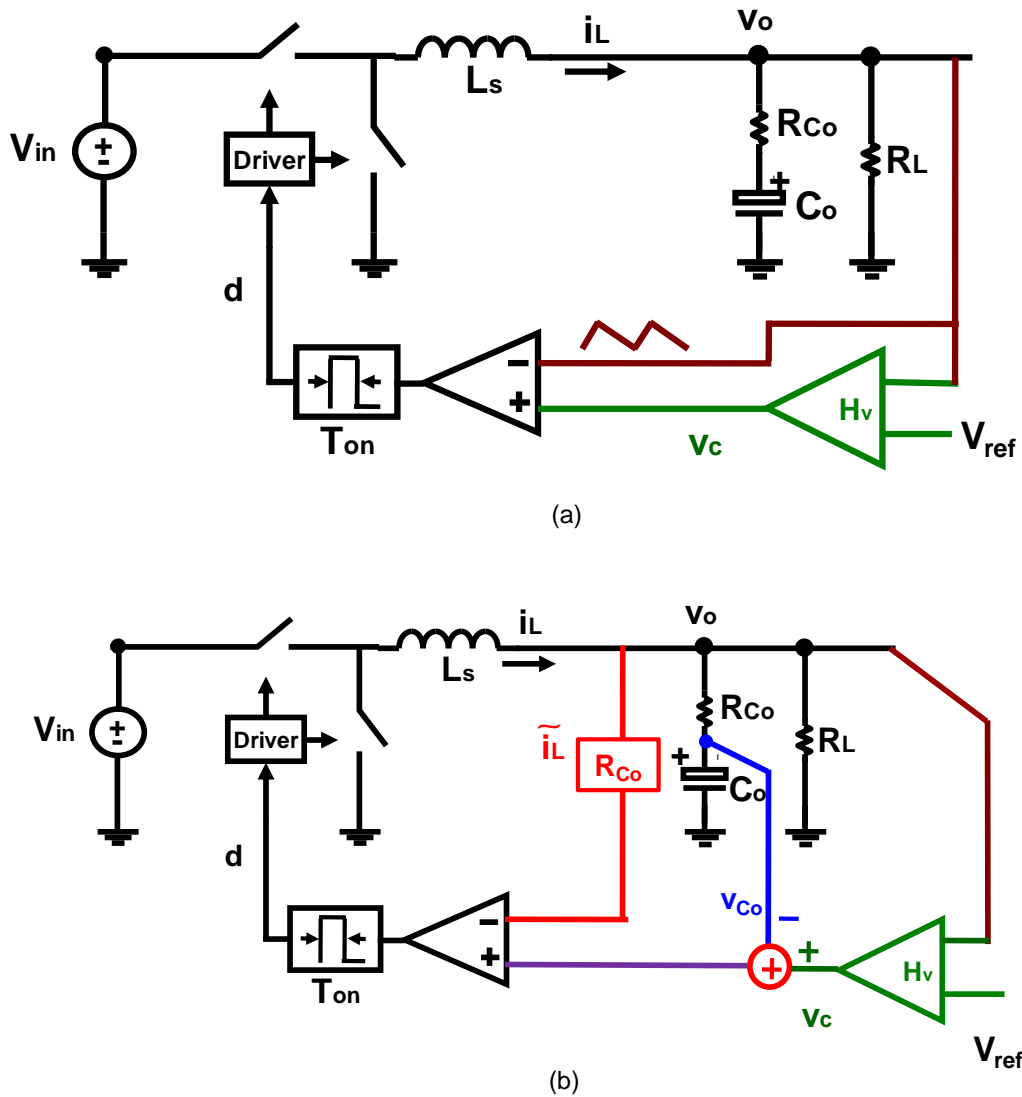 iL
vo
Ls
RCo
Vin
+
-
Driver
RL
+
Co
d
−
+
Hv
vc
Vref
Ton
(a)
iL
vo
Ls
RCo
Vin
+
-
Driver
iL
RCo
+
Co
RL
d
vCo
−
−
+
+
+
Hv
vc
Ton
Vref
(b)